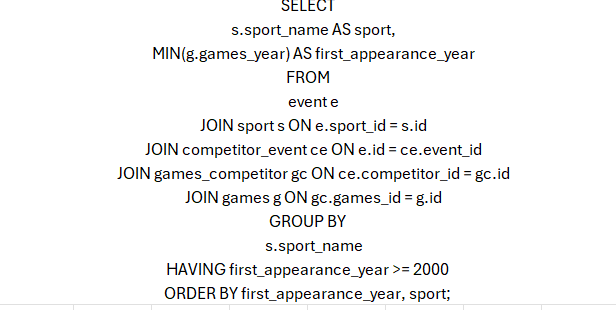 SELECT
s.sport_name AS sport,
MIN(g.games_year) AS first_appearance_year
FROM
event e
JOIN sport s ON e.sport_id = s.id
JOIN competitor_event ce ON e.id = ce.event_id
JOIN games_competitor gc ON ce.competitor_id = gc.id
JOIN games g ON gc.games_id = g.id
GROUP BY
s.sport_name
HAVING first_appearance_year >= 2000
ORDER BY first_appearance_year, sport;